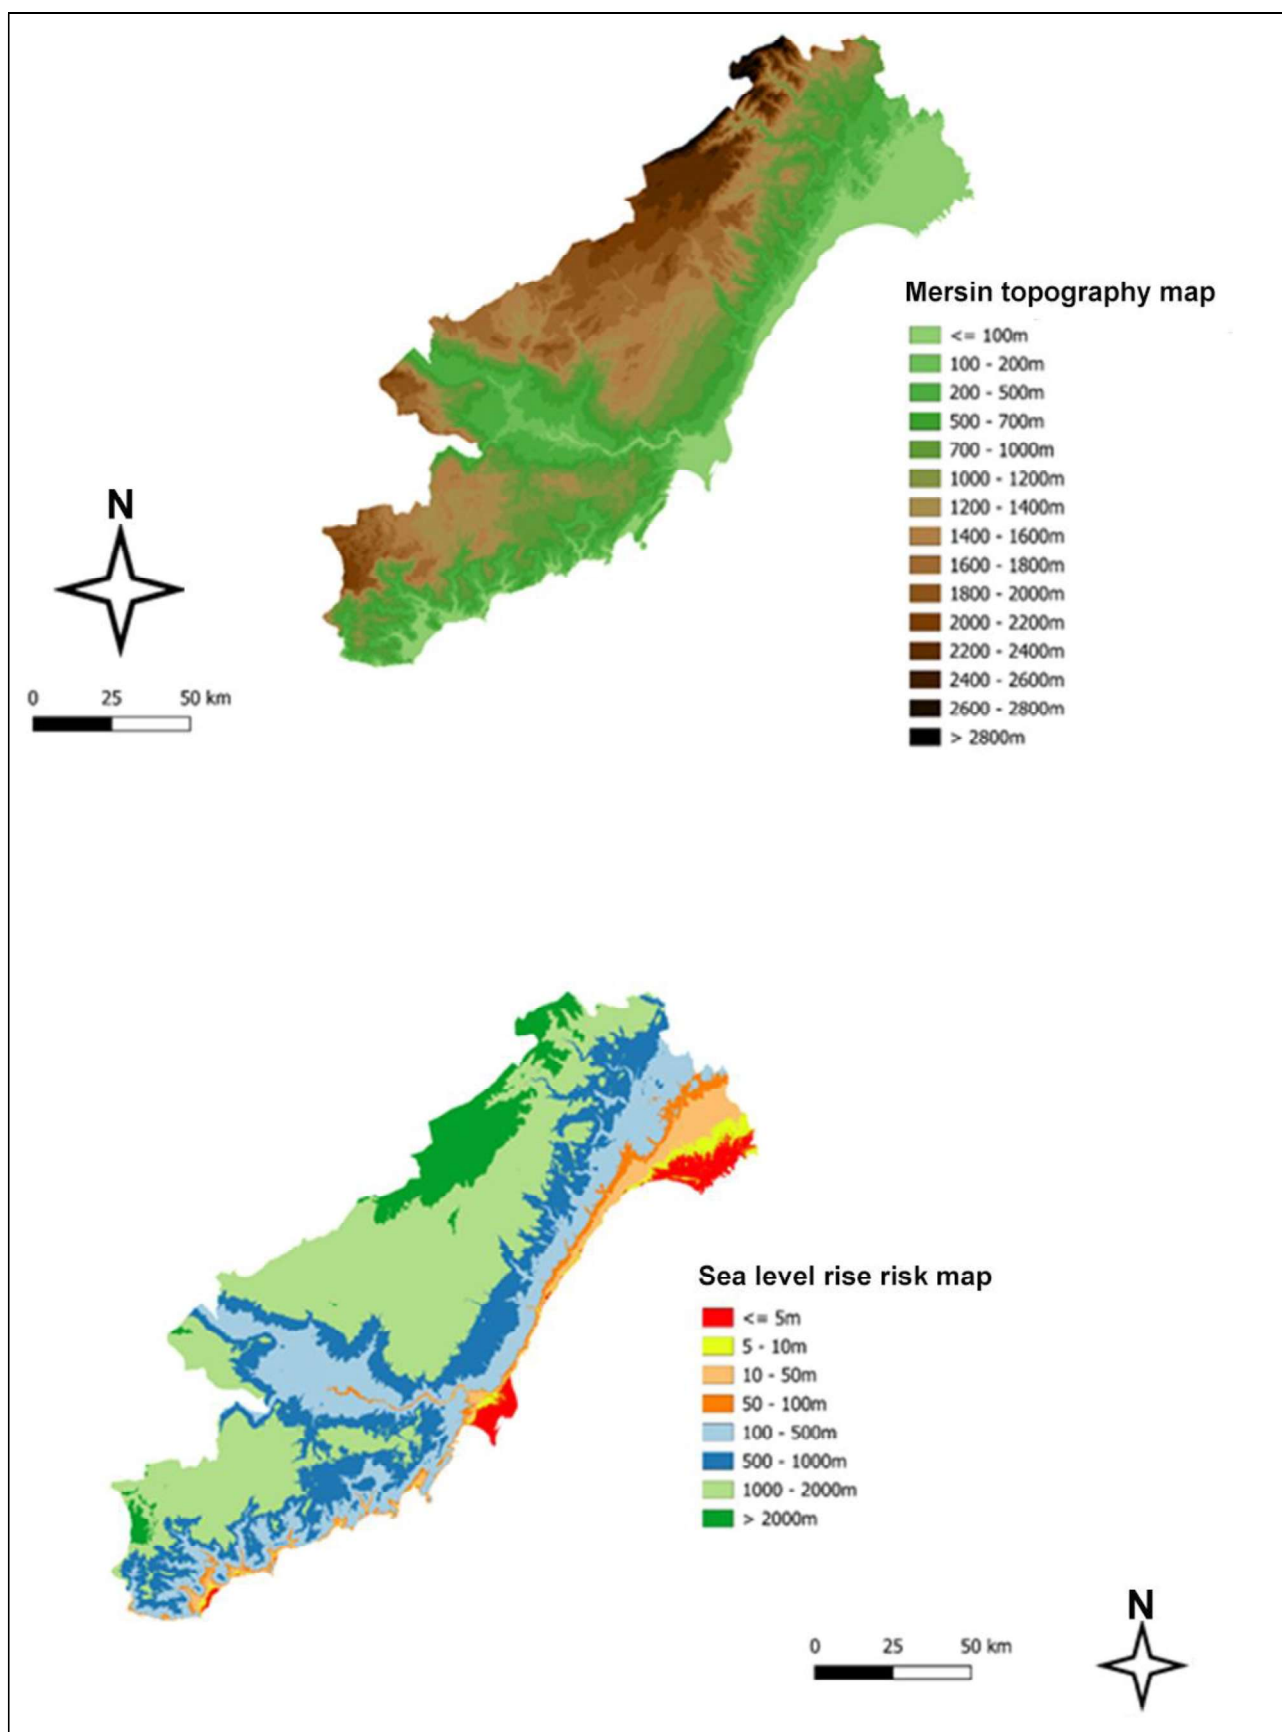 Mersin topography map
<= 100m
100 - 200m
200 - 500m
500 - 700m
700 - 1000m
1000 - 1200m
1200 - 1400m
1400 - 1600m
1600 - 1800m
1800 - 2000m
2000 - 2200m
2200 - 2400m
2400 - 2600m
2600 - 2800m
> 2800m
N
0 25 50 km
Sea level rise risk map
<= 5m
5 - 10m
10 - 50m
50 - 100m
100 - 500m
500 - 1000m
1000 - 2000m
> 2000m
N
0 25 50 km